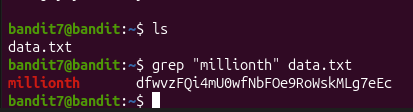 bandit7@bandit:~$ ls
data.txt
bandit7@bandit:~$ grep "millionth" data.txt
millionth       dfwvzFQi4mU0wfNbFOe9RoWskMLg7eEc
bandit7@bandit:~$